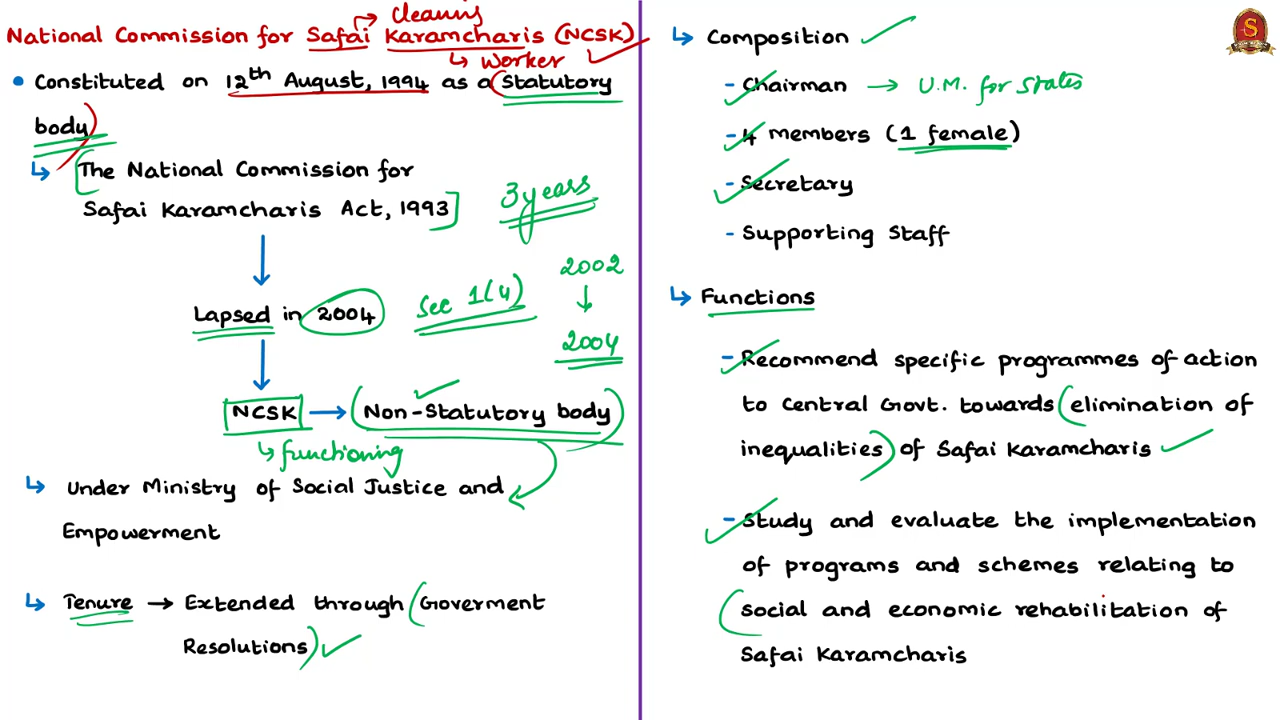 cleaning
National Commission for Safai Karamcharis (NCSK)
Worker
• Constituted on 12th August, 1994 as a Statutory
body
↳ The National Commission for
Safai Karamcharis Act, 1993
3 years
Lapsed in 2004
Sec 1(4)
2002
↓
2004
NCSK → Non-Statutory body
↳ functioning
↳ Under Ministry of Social Justice and
Empowerment
↳ Tenure → Extended through (Goverment
Resolutions)
↳ Composition
- Chairman → U.M. for States
- 4 members (1 female)
- Secretary
- Supporting Staff
↳ Functions
- Recommend specific programmes of action
to Central Govt. towards (elimination of
inequalities) of Safai Karamcharis
- Study and evaluate the implementation
of programs and schemes relating to
social and economic rehabilitation of
Safai Karamcharis
S